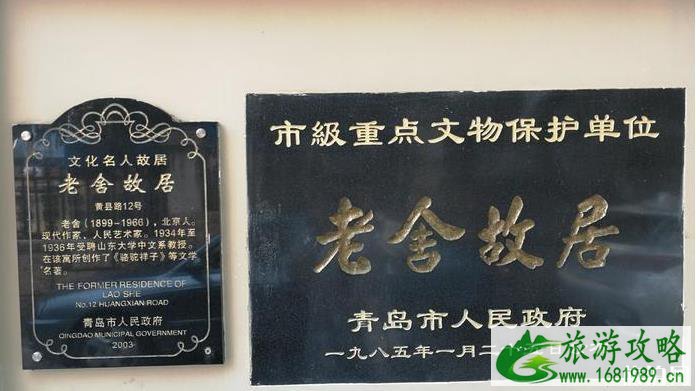 文化名人故居
老舍故居
黄县路12号
老舍(1899-1966),北京人。
现代作家、人民艺术家。1934年至
1936年受聘山东大学中文系教授。
在该寓所创作了《骆驼祥子》等文学
名著。
THE FORMER RESIDENCE OF
LAO SHE
No.12 HUANGXIAN ROAD
青岛市人民政府
QINGDAO MUNICIPAL GOVERNMENT
2003
市級重点文物保护单位
老舍故居
青岛市人民政府
一九八五年一月二十
旅游攻略
www.1681989.cn